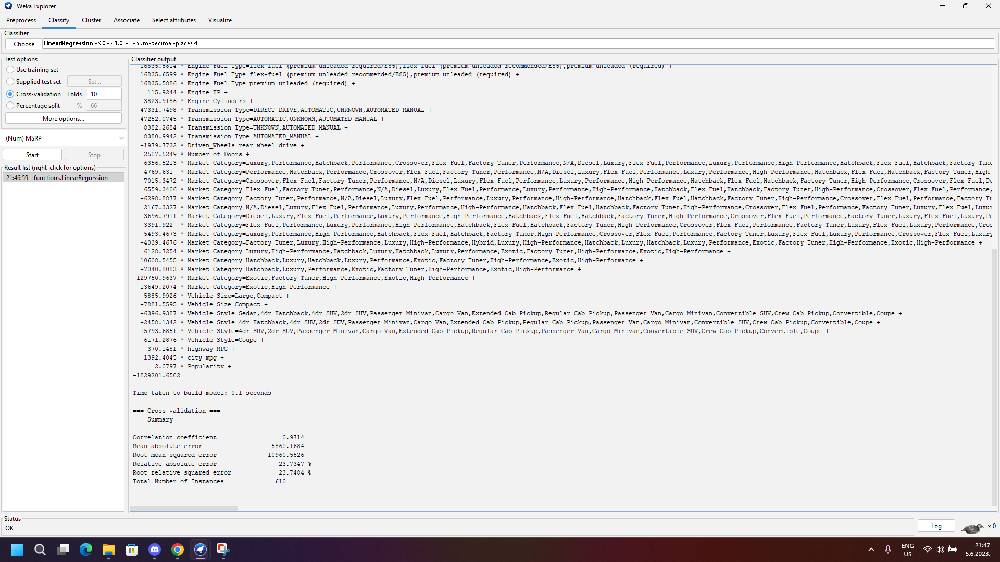 Weka Explorer
Preprocess Classify Cluster Associate Select attributes Visualize
Classifier
Choose LinearRegression -S 0 -R 1.0E-8 -num-decimal-places 4
Test options
Use training set
Supplied test set Set...
Cross-validation Folds 10
Percentage split % 66
More options...
(Num) MSRP
Start Stop
Result list (right-click for options)
21:46:59 - functions.LinearRegression
Classifier output
16835.5814 * Engine Fuel Type=flex-fuel (premium unleaded required/E85),flex-fuel (premium unleaded recommended/E85),premium unleaded (required) +
16835.6599 * Engine Fuel Type=flex-fuel (premium unleaded recommended/E85),premium unleaded (required) +
16835.5886 * Engine Fuel Type=premium unleaded (required) +
115.9244 * Engine HP +
3823.9186 * Engine Cylinders +
-47331.7498 * Transmission Type=DIRECT_DRIVE,AUTOMATIC,UNKNOWN,AUTOMATED_MANUAL +
47252.0745 * Transmission Type=AUTOMATIC,UNKNOWN,AUTOMATED_MANUAL +
8382.2684 * Transmission Type=UNKNOWN,AUTOMATED_MANUAL +
8380.9942 * Transmission Type=AUTOMATED_MANUAL +
-1979.7732 * Driven_Wheels=rear wheel drive +
2507.5249 * Number of Doors +
6356.5213 * Market Category=Luxury,Performance,Hatchback,Performance,Crossover,Flex Fuel,Factory Tuner,Performance,N/A,Diesel,Luxury,Flex Fuel,Performance,Luxury,Performance,High-Performance,Hatchback,Flex Fuel,Hatchback,Factory Tune
-4769.631 * Market Category=Performance,Hatchback,Performance,Crossover,Flex Fuel,Factory Tuner,Performance,N/A,Diesel,Luxury,Flex Fuel,Performance,Luxury,Performance,High-Performance,Hatchback,Flex Fuel,Hatchback,Factory Tuner,High-
-7015.3472 * Market Category=Crossover,Flex Fuel,Factory Tuner,Performance,N/A,Diesel,Luxury,Flex Fuel,Performance,Luxury,Performance,High-Performance,Hatchback,Flex Fuel,Hatchback,Factory Tuner,High-Performance,Crossover,Flex Fuel,Pe
6559.3406 * Market Category=Flex Fuel,Factory Tuner,Performance,N/A,Diesel,Luxury,Flex Fuel,Performance,Luxury,Performance,High-Performance,Hatchback,Flex Fuel,Hatchback,Factory Tuner,High-Performance,Crossover,Flex Fuel,Performance,
-6298.8877 * Market Category=Factory Tuner,Performance,N/A,Diesel,Luxury,Flex Fuel,Performance,Luxury,Performance,High-Performance,Hatchback,Flex Fuel,Hatchback,Factory Tuner,High-Performance,Crossover,Flex Fuel,Performance,Factory Tu
2167.3327 * Market Category=N/A,Diesel,Luxury,Flex Fuel,Performance,Luxury,Performance,High-Performance,Hatchback,Flex Fuel,Hatchback,Factory Tuner,High-Performance,Crossover,Flex Fuel,Performance,Factory Tuner,Luxury,Flex Fuel,Luxur
3696.7911 * Market Category=Diesel,Luxury,Flex Fuel,Performance,Luxury,Performance,High-Performance,Hatchback,Flex Fuel,Hatchback,Factory Tuner,High-Performance,Crossover,Flex Fuel,Performance,Factory Tuner,Luxury,Flex Fuel,Luxury,Pe
-3391.922 * Market Category=Flex Fuel,Performance,Luxury,Performance,High-Performance,Hatchback,Flex Fuel,Hatchback,Factory Tuner,High-Performance,Crossover,Flex Fuel,Performance,Factory Tuner,Luxury,Flex Fuel,Luxury,Performance,Cros
5493.4673 * Market Category=Luxury,Performance,High-Performance,Hatchback,Flex Fuel,Hatchback,Factory Tuner,High-Performance,Crossover,Flex Fuel,Performance,Factory Tuner,Luxury,Flex Fuel,Luxury,Performance,Crossover,Flex Fuel,Luxury
-4039.4676 * Market Category=Factory Tuner,Luxury,High-Performance,Luxury,High-Performance,Hybrid,Luxury,High-Performance,Hatchback,Luxury,Hatchback,Luxury,Performance,Exotic,Factory Tuner,High-Performance,Exotic,High-Performance +
6128.7254 * Market Category=Luxury,High-Performance,Hatchback,Luxury,Hatchback,Luxury,Performance,Exotic,Factory Tuner,High-Performance,Exotic,High-Performance +
10608.5455 * Market Category=Hatchback,Luxury,Hatchback,Luxury,Performance,Exotic,Factory Tuner,High-Performance,Exotic,High-Performance +
-7040.8083 * Market Category=Hatchback,Luxury,Performance,Exotic,Factory Tuner,High-Performance,Exotic,High-Performance +
129750.9637 * Market Category=Exotic,Factory Tuner,High-Performance,Exotic,High-Performance +
13649.2074 * Market Category=Exotic,High-Performance +
5885.9926 * Vehicle Size=Large,Compact +
-7881.5595 * Vehicle Size=Compact +
-6396.9387 * Vehicle Style=Sedan,4dr Hatchback,4dr SUV,2dr SUV,Passenger Minivan,Cargo Van,Extended Cab Pickup,Regular Cab Pickup,Passenger Van,Cargo Minivan,Convertible SUV,Crew Cab Pickup,Convertible,Coupe +
-2458.1342 * Vehicle Style=4dr Hatchback,4dr SUV,2dr SUV,Passenger Minivan,Cargo Van,Extended Cab Pickup,Regular Cab Pickup,Passenger Van,Cargo Minivan,Convertible SUV,Crew Cab Pickup,Convertible,Coupe +
15793.6851 * Vehicle Style=4dr SUV,2dr SUV,Passenger Minivan,Cargo Van,Extended Cab Pickup,Regular Cab Pickup,Passenger Van,Cargo Minivan,Convertible SUV,Crew Cab Pickup,Convertible,Coupe +
-6171.2876 * Vehicle Style=Coupe +
370.1481 * highway MPG +
1392.4045 * city mpg +
2.0797 * Popularity +
-1829201.6502
Time taken to build model: 0.1 seconds
=== Cross-validation ===
=== Summary ===
Correlation coefficient 0.9714
Mean absolute error 5860.1684
Root mean squared error 10960.5526
Relative absolute error 23.7347 %
Root relative squared error 23.7484 %
Total Number of Instances 610
Status
OK
Log
x 0
ENG
US
21:47
5.6.2023.